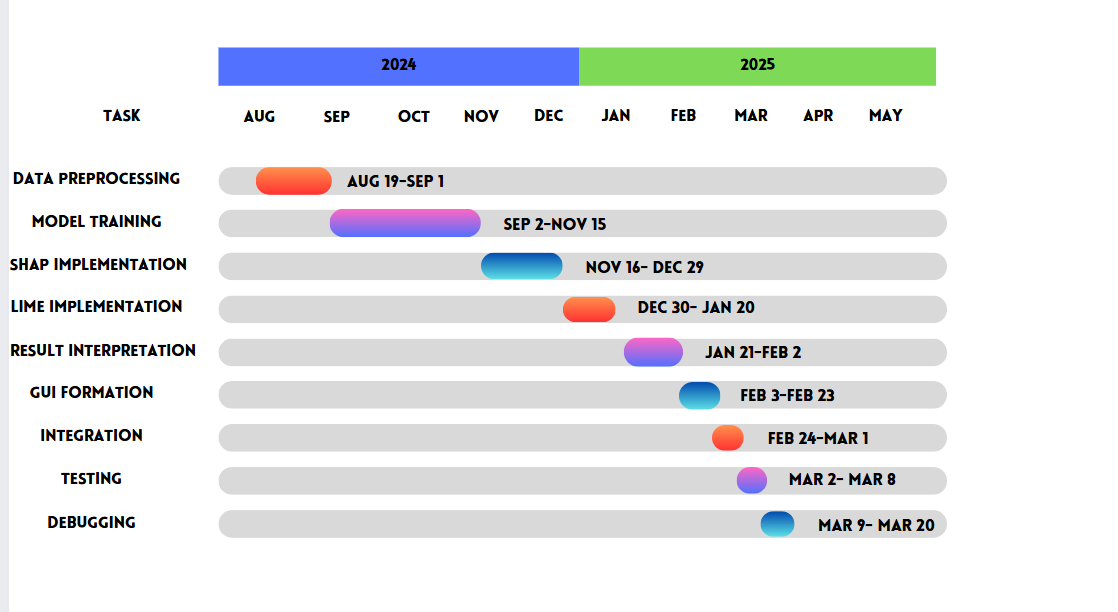 2024 2025
TASK AUG SEP OCT NOV DEC JAN FEB MAR APR MAY
DATA PREPROCESSING AUG 19-SEP 1
MODEL TRAINING SEP 2-NOV 15
SHAP IMPLEMENTATION NOV 16- DEC 29
LIME IMPLEMENTATION DEC 30- JAN 20
RESULT INTERPRETATION JAN 21-FEB 2
GUI FORMATION FEB 3-FEB 23
INTEGRATION FEB 24-MAR 1
TESTING MAR 2- MAR 8
DEBUGGING MAR 9- MAR 20